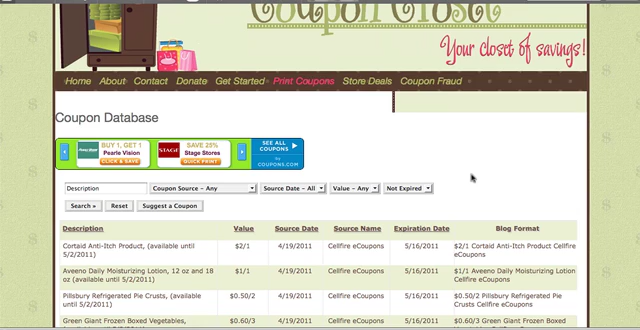 Coupon Closet
Your closet of savings!
Home About Contact Donate Get Started Print Coupons Store Deals Coupon Fraud
Coupon Database
BUY 1, GET 1
Pearle Vision
CLICK & SAVE
STAGE
SAVE 25%
Stage Stores
QUICK PRINT
SEE ALL
COUPONS
BY
COUPONS.COM
Description Coupon Source - Any Source Date - All Value - Any Not Expired
Search » Reset Suggest a Coupon
Description Value Source Date Source Name Expiration Date Blog Format
Cortaid Anti-Itch Product, (available until
5/2/2011)
$2/1 4/19/2011 Cellfire eCoupons 5/16/2011
$2/1 Cortaid Anti-Itch Product Cellfire
eCoupons
Aveeno Daily Moisturizing Lotion, 12 oz and 18
oz (available until 5/2/2011)
$1/1 4/19/2011 Cellfire eCoupons 5/16/2011
$1/1 Aveeno Daily Moisturizing Lotion
Cellfire eCoupons
Pillsbury Refrigerated Pie Crusts, (available
until 5/2/2011)
$0.50/2 4/19/2011 Cellfire eCoupons 5/16/2011
$0.50/2 Pillsbury Refrigerated Pie
Crusts Cellfire eCoupons
Green Giant Frozen Boxed Vegetables,
$0.60/3 4/19/2011 Cellfire eCoupons 5/16/2011
$0.60/3 Green Giant Frozen Boxed